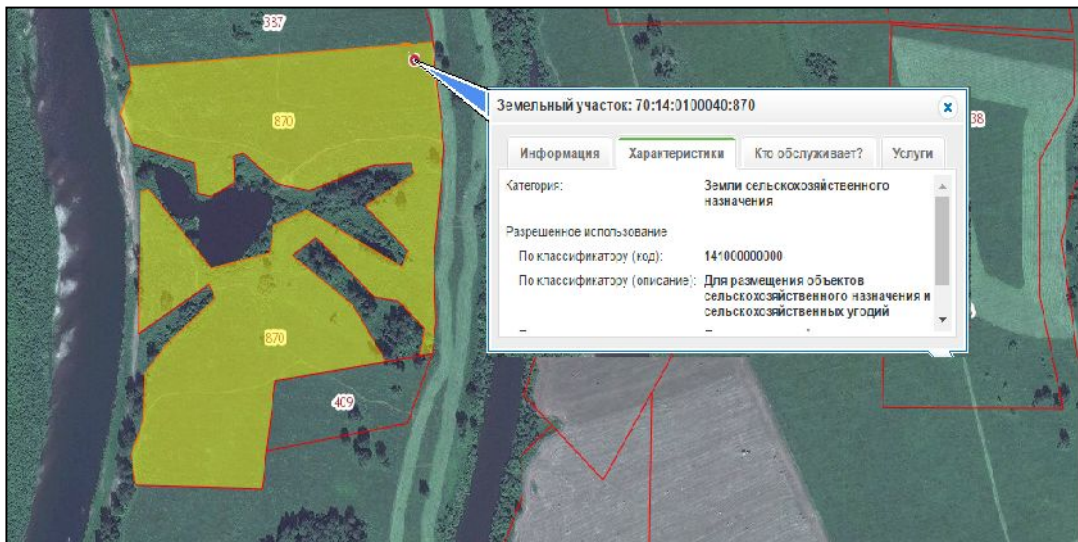 337
870
870
409
38
Земельный участок: 70:14:0100040:870
Информация Характеристики Кто обслуживает? Услуги
Категория: Земли сельскохозяйственного
назначения
Разрешенное использование
По классификатору (код): 141000000000
По классификатору (описание): Для размещения объектов
сельскохозяйственного назначения и
сельскохозяйственных угодий